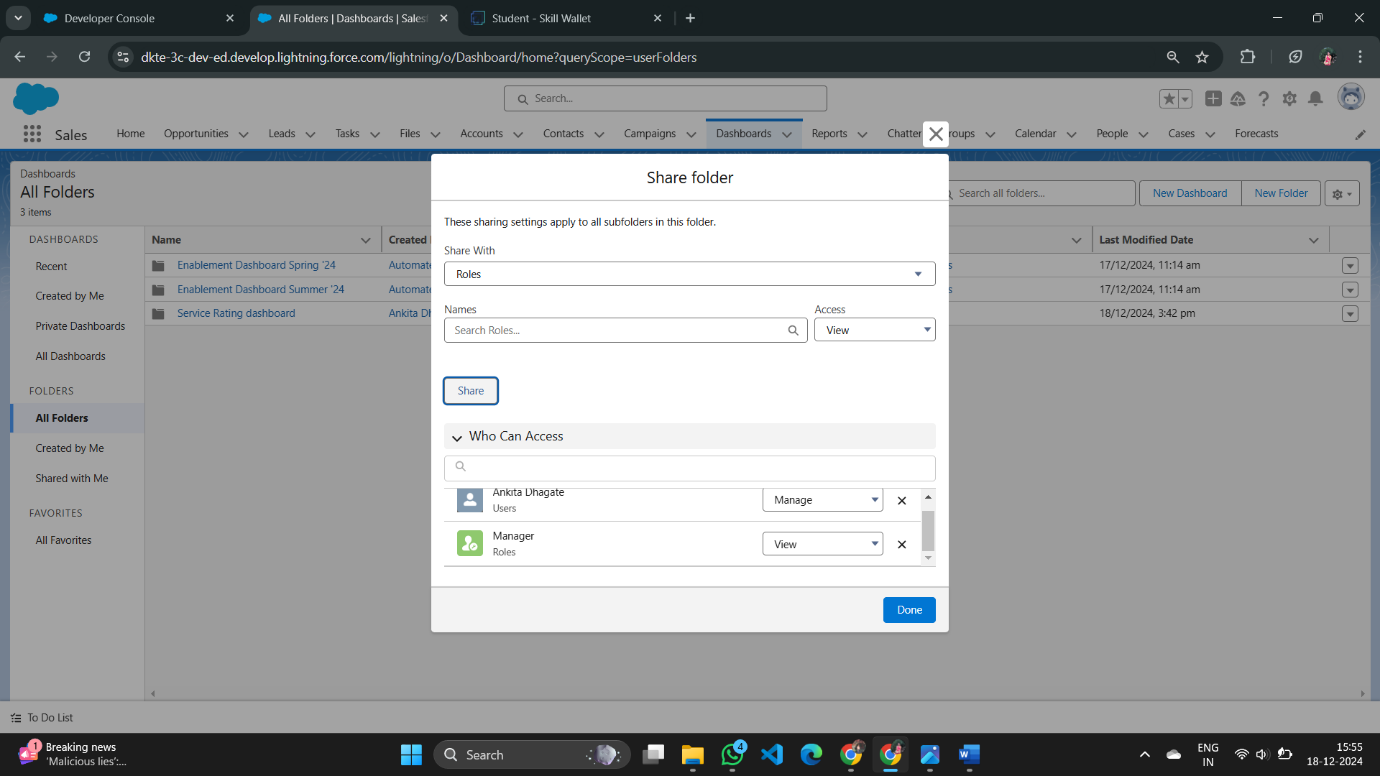 Developer Console
All Folders | Dashboards | Salesf
Student - Skill Wallet
dkte-3c-dev-ed.develop.lightning.force.com/lightning/o/Dashboard/home?queryScope=userFolders
Search...
Sales
Home
Opportunities
Leads
Tasks
Files
Accounts
Contacts
Campaigns
Dashboards
Reports
Chatter
roups
Calendar
People
Cases
Forecasts
Dashboards
All Folders
3 items
Search all folders...
New Dashboard
New Folder
DASHBOARDS
Recent
Created by Me
Private Dashboards
All Dashboards
FOLDERS
All Folders
Created by Me
Shared with Me
FAVORITES
All Favorites
Name
Created
Last Modified Date
Enablement Dashboard Spring '24
Automate
s
17/12/2024, 11:14 am
Enablement Dashboard Summer '24
Automate
s
17/12/2024, 11:14 am
Service Rating dashboard
Ankita Dh
18/12/2024, 3:42 pm
Share folder
These sharing settings apply to all subfolders in this folder.
Share With
Roles
Names
Access
Search Roles...
View
Share
Who Can Access
Ankita Dhagate
Users
Manage
Manager
Roles
View
Done
To Do List
1
Breaking news
'Malicious lies':...
Search
4
ENG
IN
15:55
18-12-2024